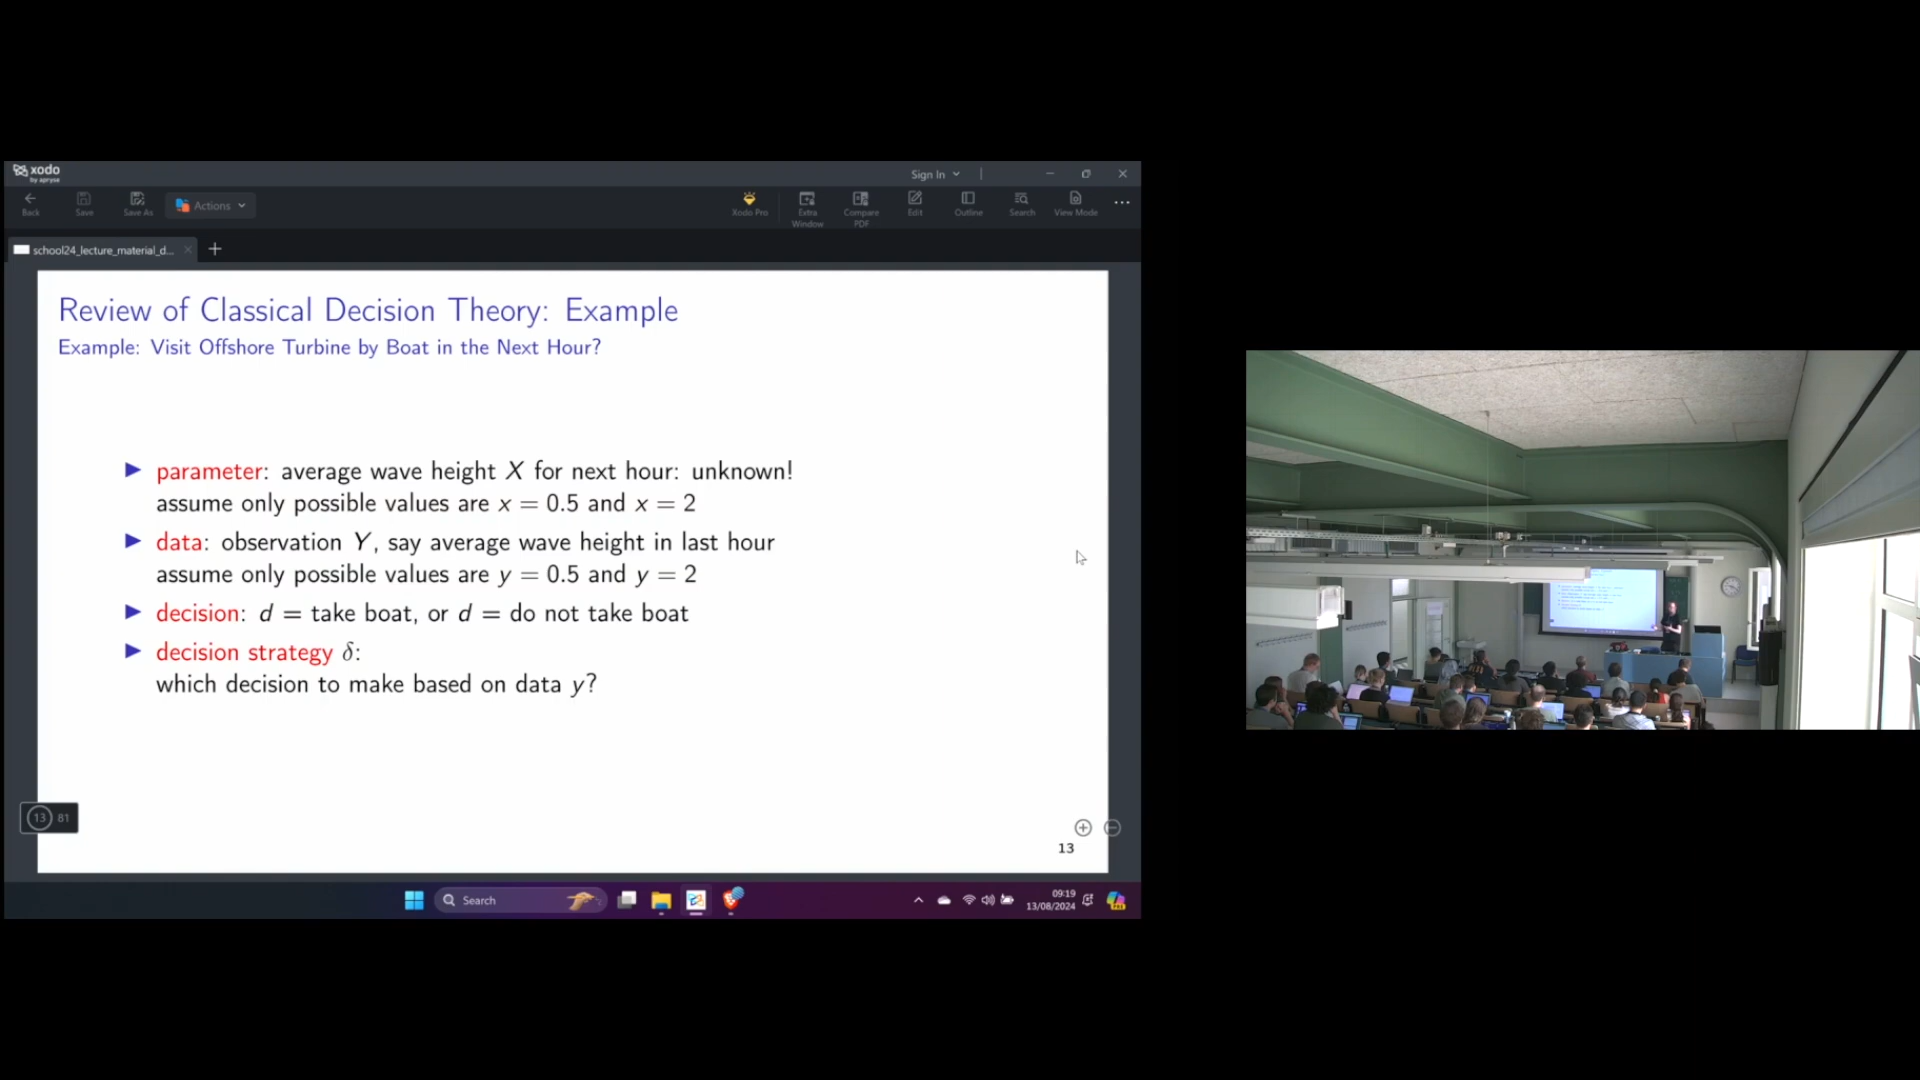 xodo
by apryse
Sign In
Back
Save
Save As
Actions
Xodo Pro
Extra Window
Compare PDF
Edit
Outline
Search
View Mode
school24_lecture_material_d...
Review of Classical Decision Theory: Example
Example: Visit Offshore Turbine by Boat in the Next Hour?
▶ parameter: average wave height X for next hour: unknown!
assume only possible values are x = 0.5 and x = 2
▶ data: observation Y, say average wave height in last hour
assume only possible values are y = 0.5 and y = 2
▶ decision: d = take boat, or d = do not take boat
▶ decision strategy δ:
which decision to make based on data y?
13 81
13
Search
09:19
13/08/2024